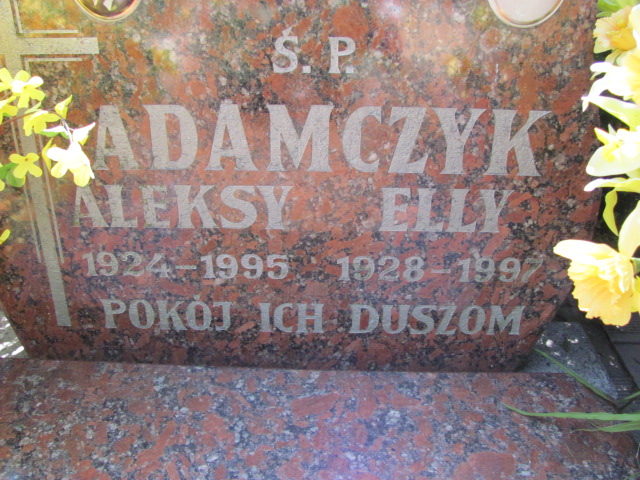 Ś. P.
ADAMCZYK
ALEKSY ELLY
1924-1995 1928-1997
POKÓJ ICH DUSZOM